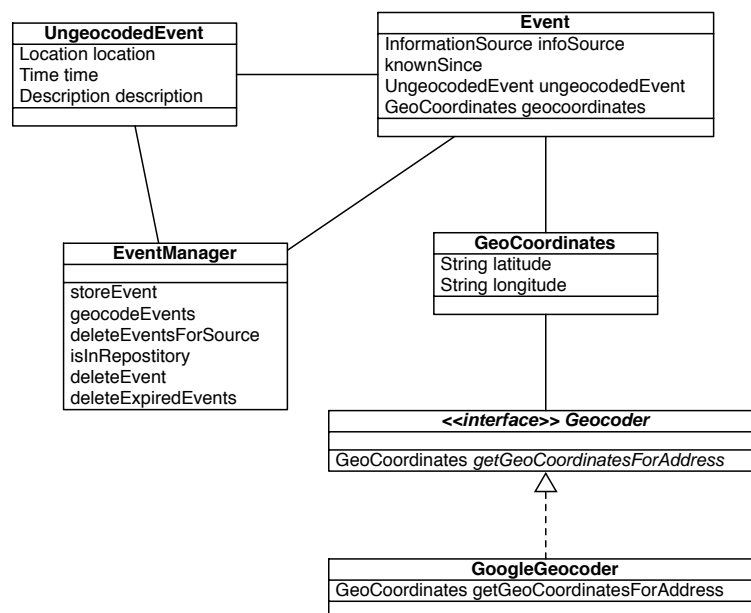 UngeocodedEvent
Location location
Time time
Description description
Event
InformationSource infoSource
knownSince
UngeocodedEvent ungeocodedEvent
GeoCoordinates geocoordinates
EventManager
storeEvent
geocodeEvents
deleteEventsForSource
isInRepostitory
deleteEvent
deleteExpiredEvents
GeoCoordinates
String latitude
String longitude
<<interface>> Geocoder
GeoCoordinates getGeoCoordinatesForAddress
GoogleGeocoder
GeoCoordinates getGeoCoordinatesForAddress